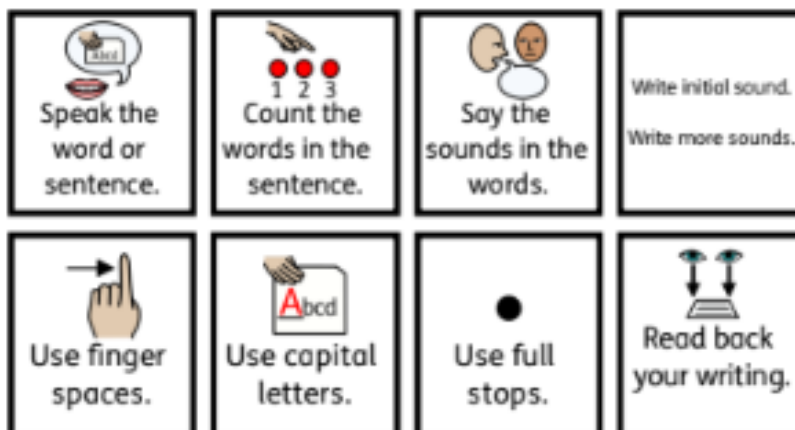 Abcd
Speak the
word or
sentence.
1 2 3
Count the
words in the
sentence.
Say the
sounds in the
words.
Write initial sound.
Write more sounds.
Use finger
spaces.
Abcd
Use capital
letters.
Use full
stops.
Read back
your writing.